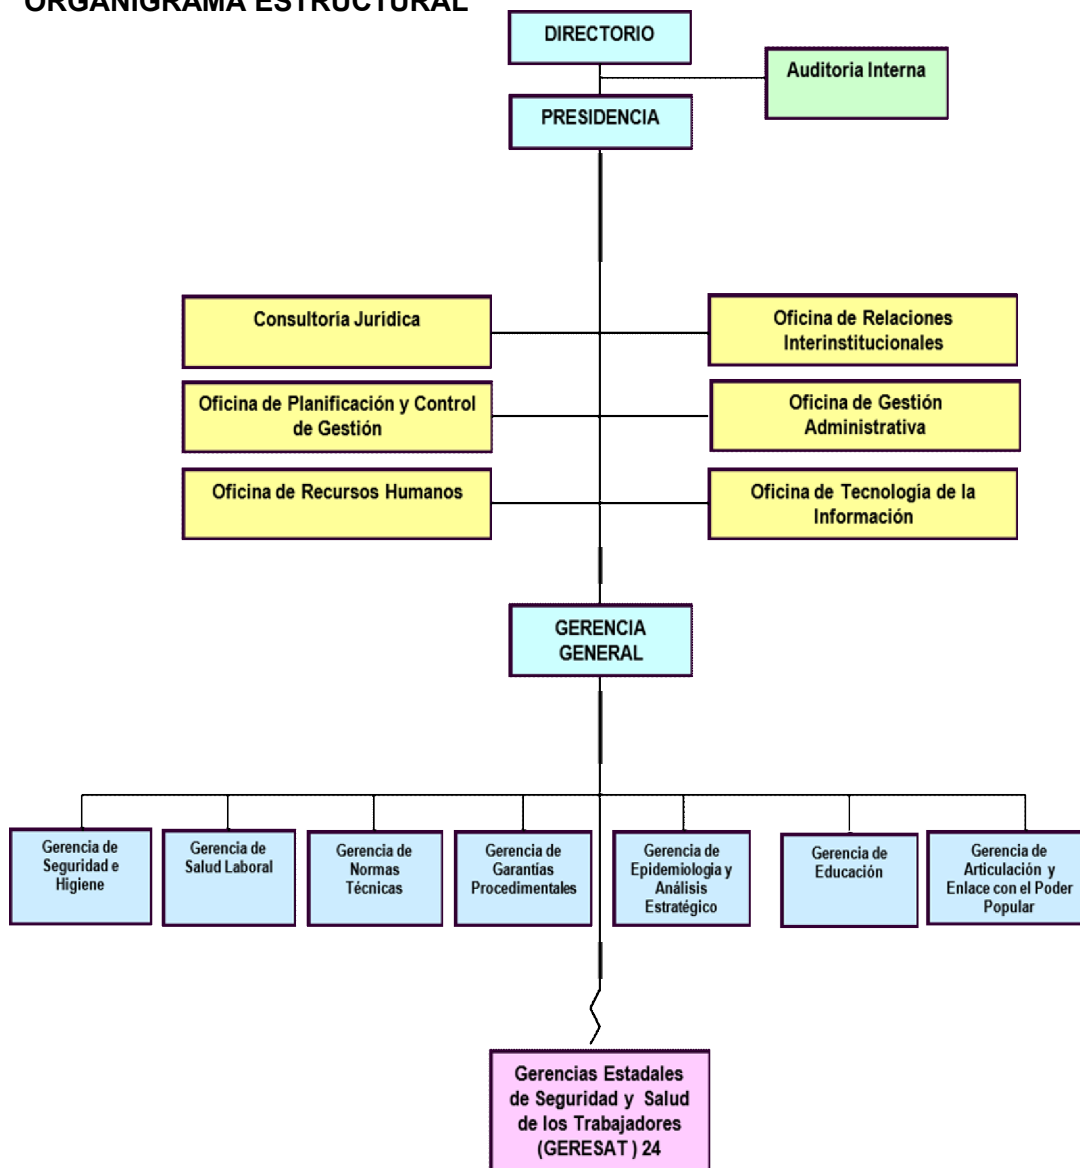 ORGANIGRAMA ESTRUCTURAL
DIRECTORIO
Auditoria Interna
PRESIDENCIA
Consultoría Jurídica
Oficina de Relaciones
Interinstitucionales
Oficina de Planificación y Control
de Gestión
Oficina de Gestión
Administrativa
Oficina de Recursos Humanos
Oficina de Tecnología de la
Información
GERENCIA
GENERAL
Gerencia de
Seguridad e
Higiene
Gerencia de
Salud Laboral
Gerencia de
Normas
Técnicas
Gerencia de
Garantías
Procedimentales
Gerencia de
Epidemiología y
Análisis
Estratégico
Gerencia de
Educación
Gerencia de
Articulación y
Enlace con el Poder
Popular
Gerencias Estadales
de Seguridad y Salud
de los Trabajadores
(GERESAT ) 24